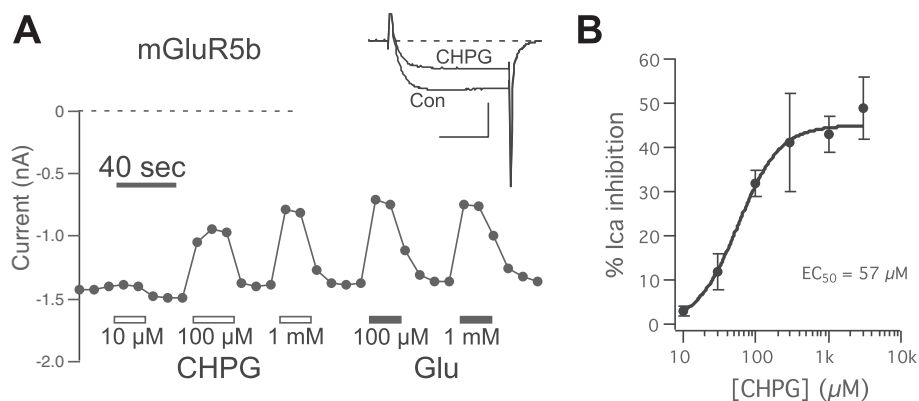 A
mGluR5b
CHPG
Con
0
-0.5
-1.0
-1.5
-2.0
Current (nA)
40 sec
10 µM
100 µM
1 mM
100 µM
1 mM
CHPG
Glu
B
60
50
40
30
20
10
0
% Ica inhibition
EC50 = 57 µM
10
100
1k
10k
[CHPG] (µM)